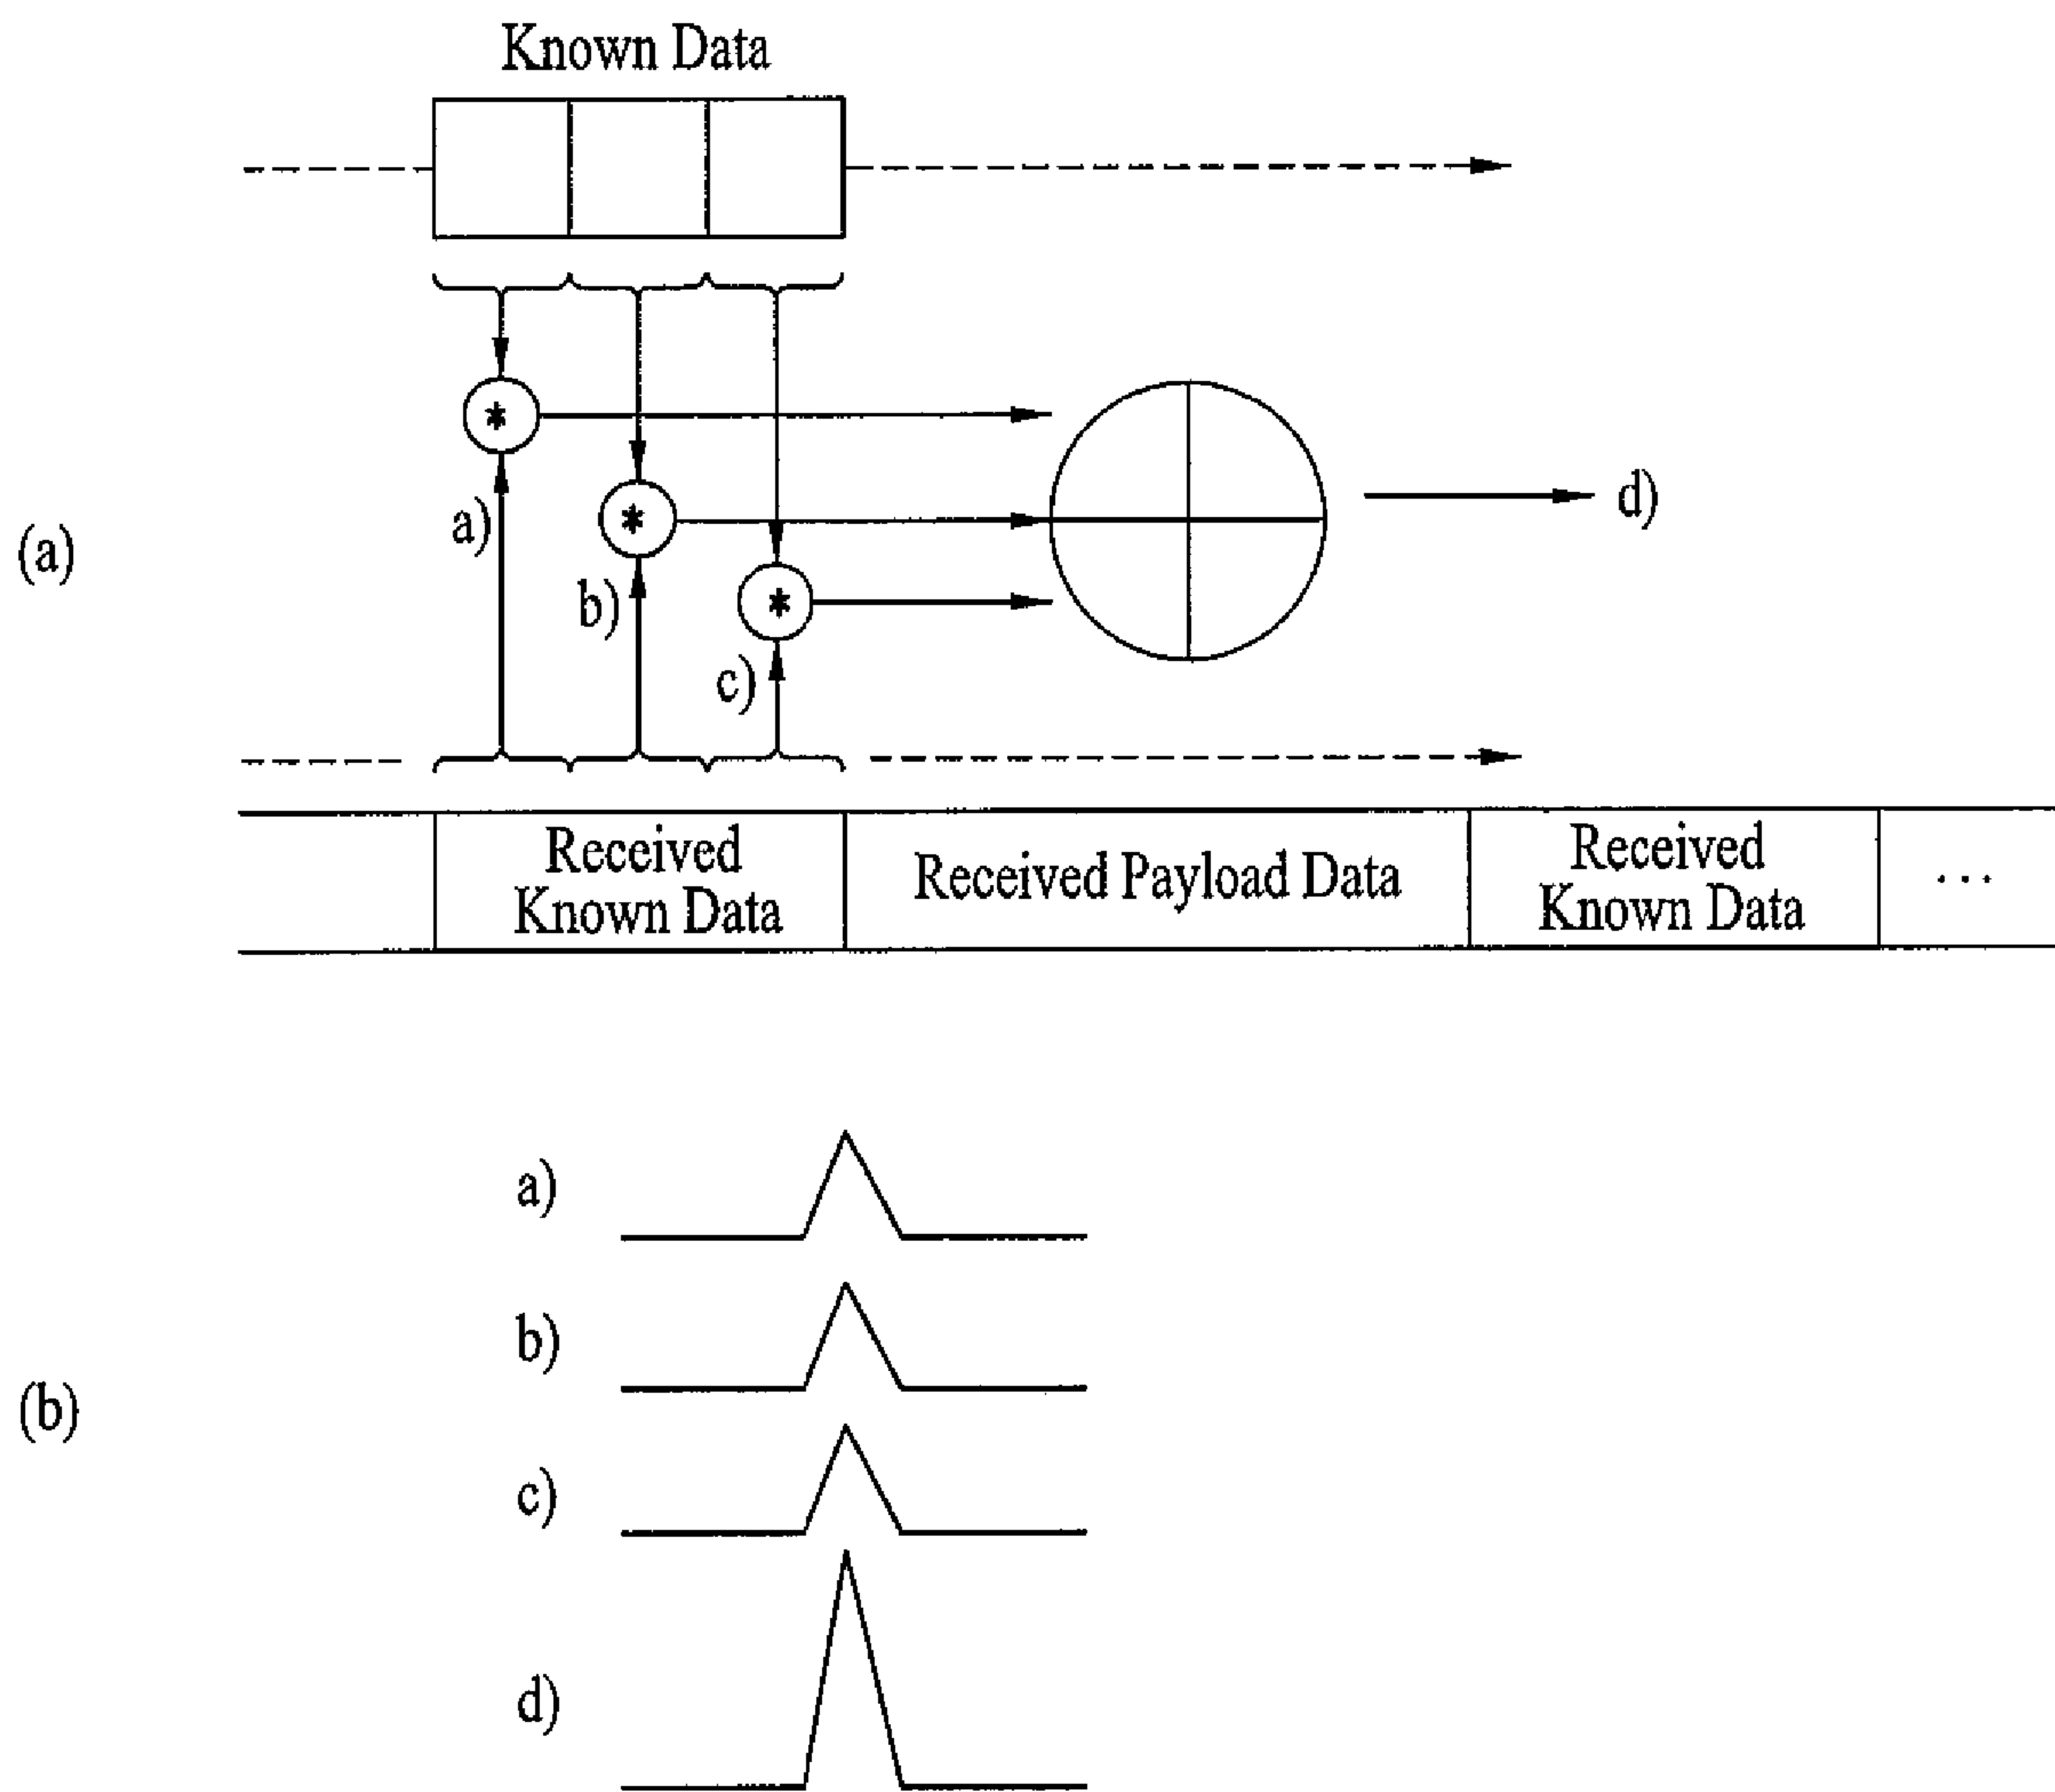 Known Data
*
a)
*
d)
(a)
b)
*
c)
Received
Known Data
Received Payload Data
Received
Known Data
...
a)
b)
(b)
c)
d)